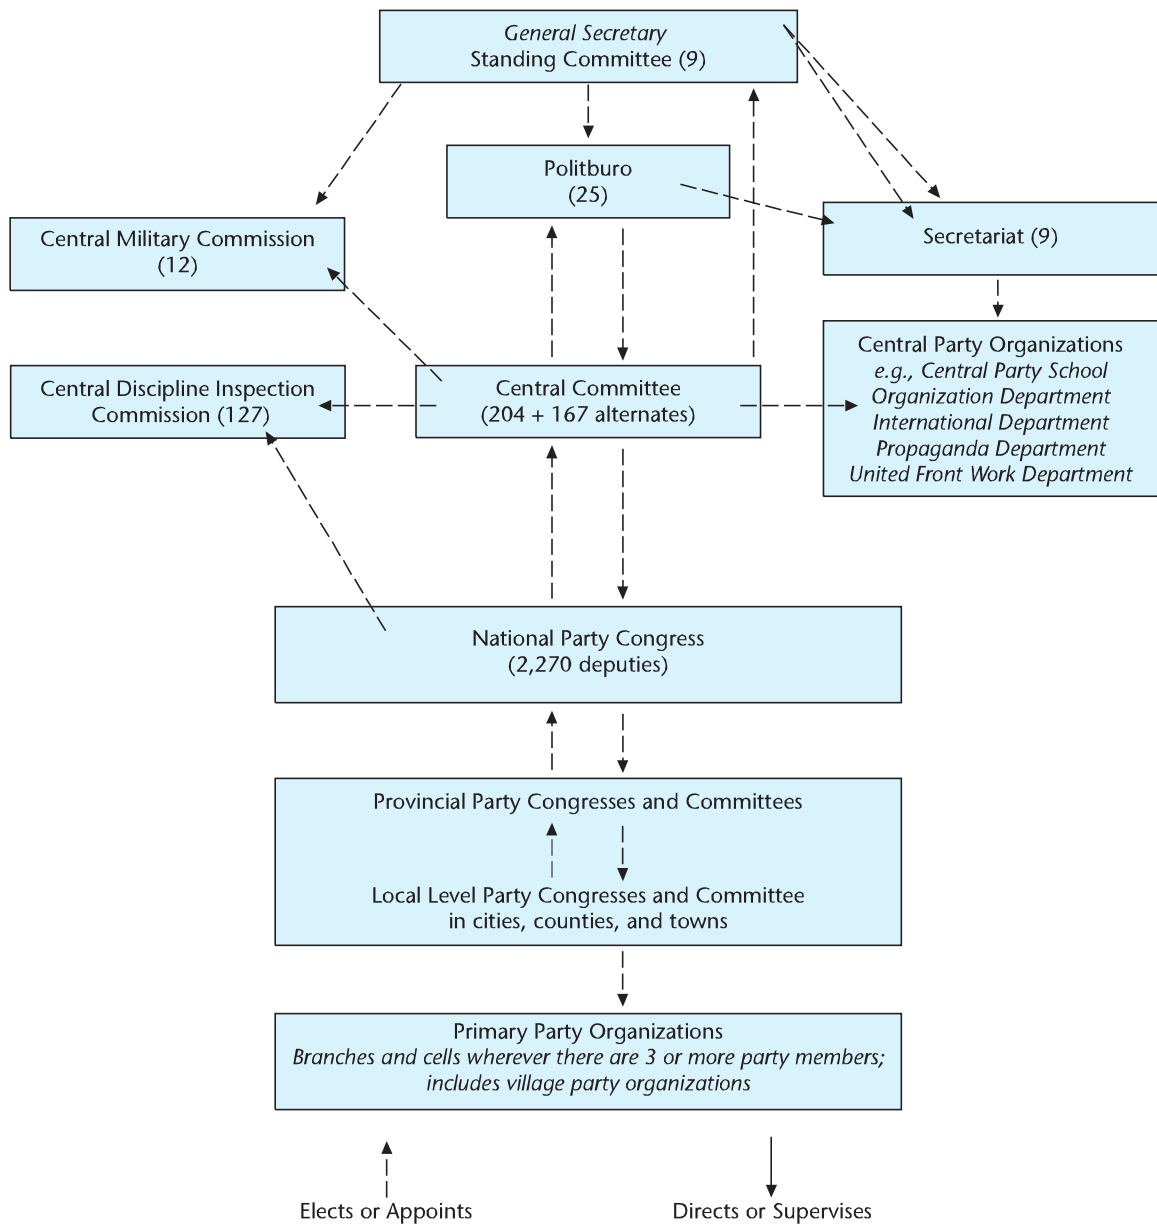 General Secretary
Standing Committee (9)
Politburo
(25)
Central Military Commission
(12)
Secretariat (9)
Central Discipline Inspection
Commission (127)
Central Committee
(204 + 167 alternates)
Central Party Organizations
e.g., Central Party School
Organization Department
International Department
Propaganda Department
United Front Work Department
National Party Congress
(2,270 deputies)
Provincial Party Congresses and Committees
Local Level Party Congresses and Committee
in cities, counties, and towns
Primary Party Organizations
Branches and cells wherever there are 3 or more party members;
includes village party organizations
Elects or Appoints
Directs or Supervises